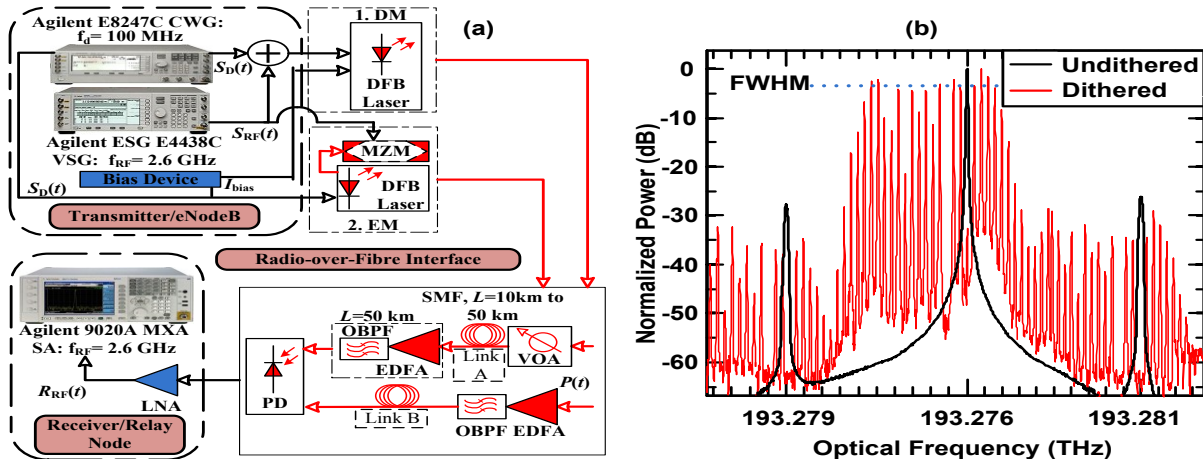 Agilent E8247C CWG:
f_d= 100 MHz
S_D(t)
Agilent ESG E4438C
VSG: f_RF= 2.6 GHz
S_RF(t)
Bias Device
I_bias
S_D(t)
Transmitter/eNodeB
1. DM
DFB
Laser
MZM
DFB
Laser
2. EM
(a)
Radio-over-Fibre Interface
Agilent 9020A MXA
SA: f_RF= 2.6 GHz
R_RF(t)
LNA
Receiver/Relay
Node
SMF, L=10km to
50 km
L=50 km
OBPF
EDFA
Link
A
VOA
PD
P(t)
Link B
OBPF EDFA
(b)
FWHM
Undithered
Dithered
0
-10
-20
-30
-40
-50
-60
Normalized Power (dB)
193.279 193.276 193.281
Optical Frequency (THz)